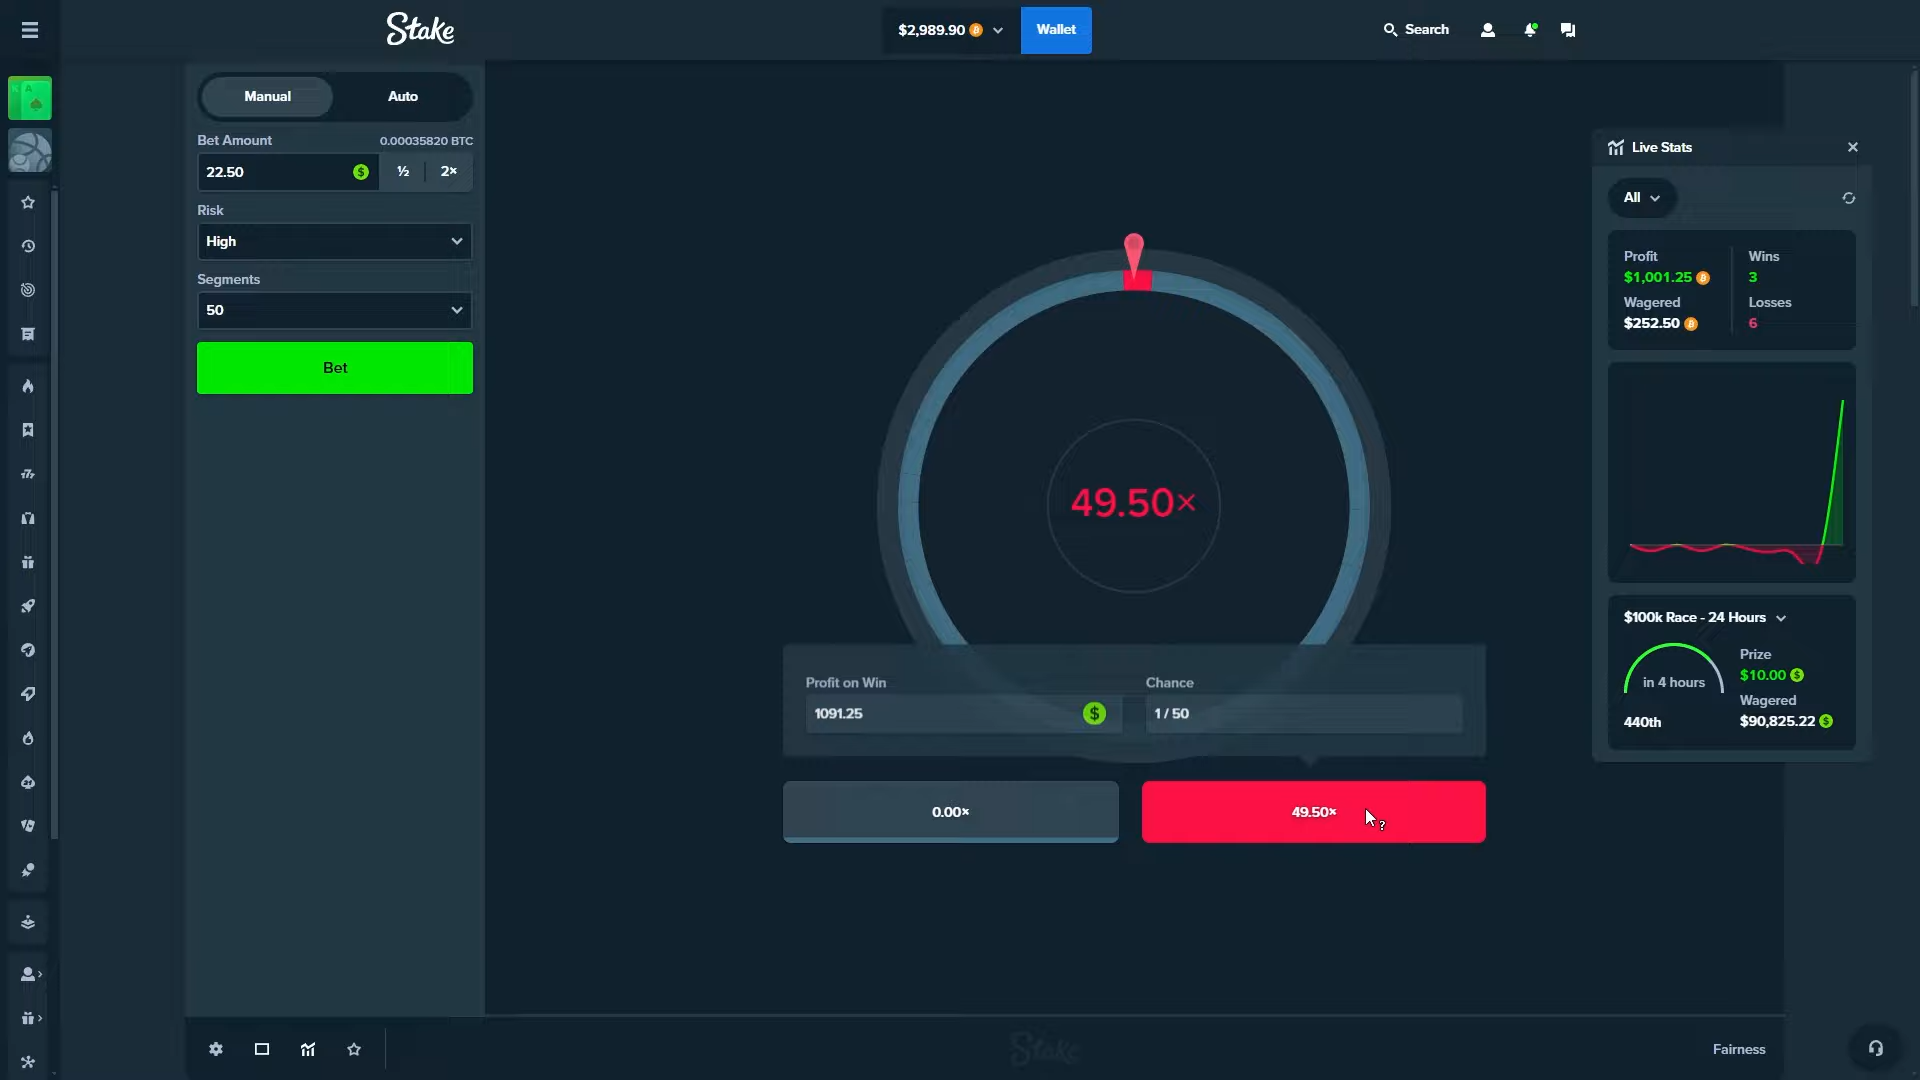 Stake
$2,989.90
Wallet
Search
Manual
Auto
Bet Amount
0.00035820 BTC
22.50
½
2×
Risk
High
Segments
50
Bet
49.50×
Profit on Win
1091.25
Chance
1 / 50
0.00×
49.50×
Live Stats
All
Profit
$1,001.25
Wins
3
Wagered
$252.50
Losses
6
$100k Race - 24 Hours
in 4 hours
440th
Prize
$10.00
Wagered
$90,825.22
Stake
Fairness